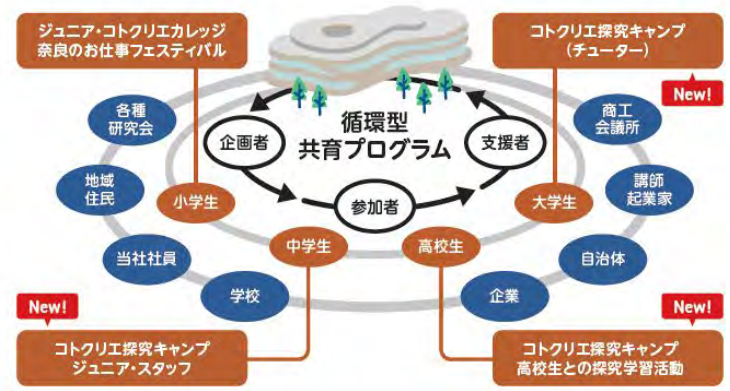 ジュニア・コトクリエカレッジ
奈良のお仕事フェスティバル
コトクリエ探究キャンプ
(チューター)
New!
各種
研究会
商工
会議所
循環型
共育プログラム
企画者
支援者
参加者
地域
住民
小学生
大学生
講師
起業家
中学生
高校生
当社社員
自治体
学校
企業
New!
コトクリエ探究キャンプ
ジュニア・スタッフ
New!
コトクリエ探究キャンプ
高校生との探究学習活動